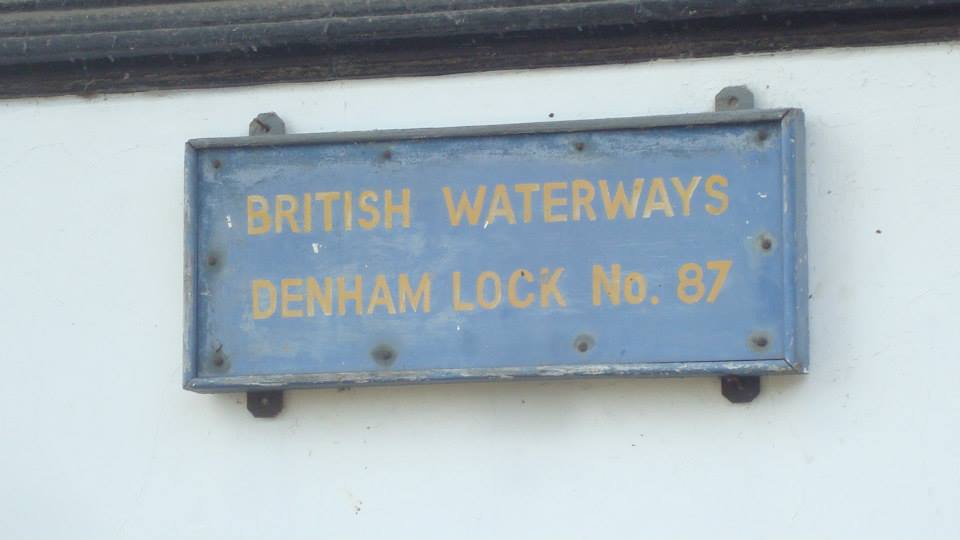 BRITISH WATERWAYS
DENHAM LOCK No. 87